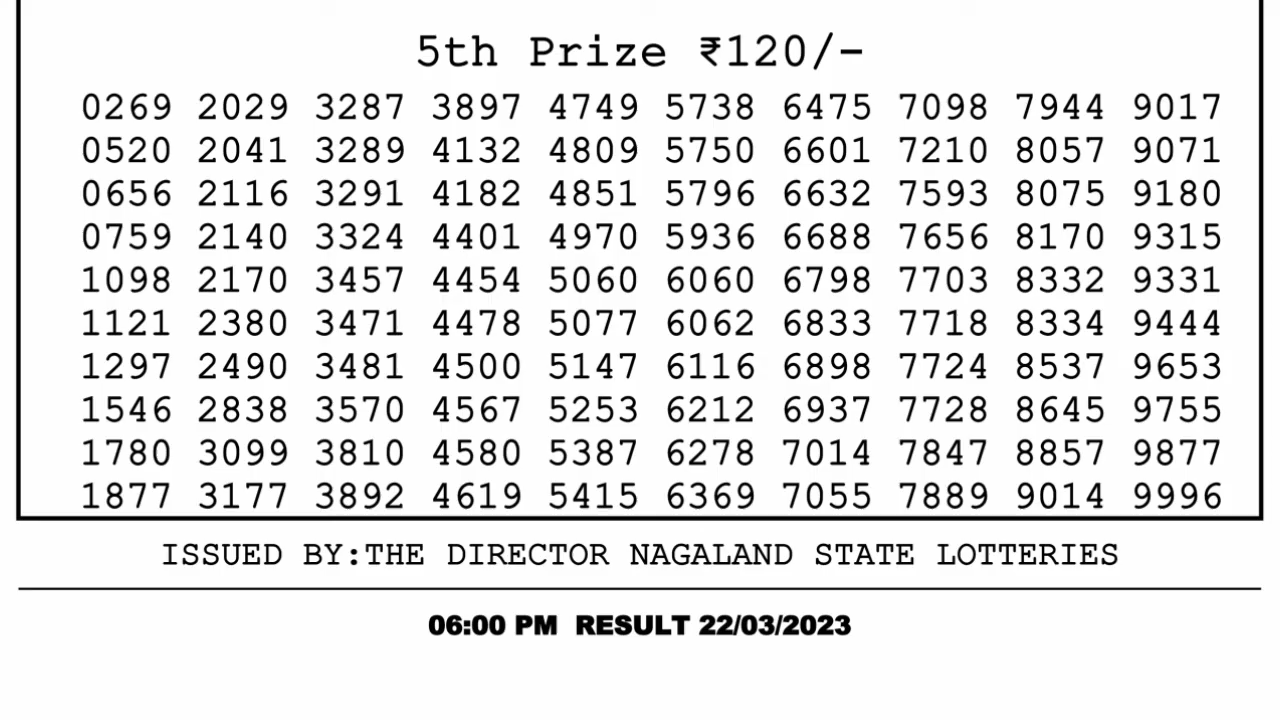 5th Prize ₹120/-
0269 2029 3287 3897 4749 5738 6475 7098 7944 9017
0520 2041 3289 4132 4809 5750 6601 7210 8057 9071
0656 2116 3291 4182 4851 5796 6632 7593 8075 9180
0759 2140 3324 4401 4970 5936 6688 7656 8170 9315
1098 2170 3457 4454 5060 6060 6798 7703 8332 9331
1121 2380 3471 4478 5077 6062 6833 7718 8334 9444
1297 2490 3481 4500 5147 6116 6898 7724 8537 9653
1546 2838 3570 4567 5253 6212 6937 7728 8645 9755
1780 3099 3810 4580 5387 6278 7014 7847 8857 9877
1877 3177 3892 4619 5415 6369 7055 7889 9014 9996
ISSUED BY:THE DIRECTOR NAGALAND STATE LOTTERIES
06:00 PM RESULT 22/03/2023